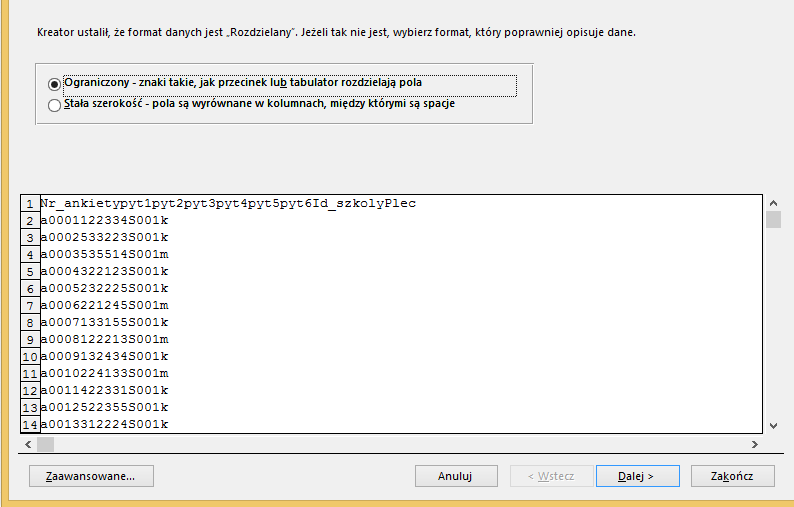 Kreator ustalił, że format danych jest „Rozdzielany”. Jeżeli tak nie jest, wybierz format, który poprawniej opisuje dane.
Ograniczony - znaki takie, jak przecinek lub tabulator rozdzielają pola
Stała szerokość - pola są wyrównane w kolumnach, między którymi są spacje
1 Nr_ankietypyt1pyt2pyt3pyt4pyt5pyt6Id_szkolyPlec
2 a0001122334S001k
3 a0002533223S001k
4 a0003535514S001m
5 a0004322123S001k
6 a0005232225S001k
7 a0006221245S001m
8 a0007133155S001k
9 a0008122213S001m
10 a0009132434S001k
11 a0010224133S001m
12 a0011422331S001k
13 a0012522355S001k
14 a0013312224S001k
Zaawansowane... Anuluj < Wstecz Dalej > Zakończ